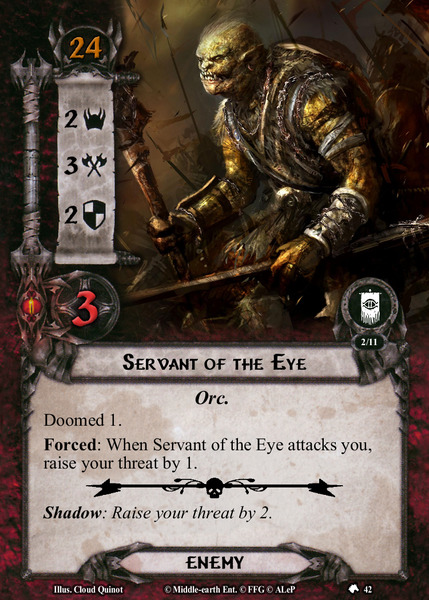 24
2
3
2
3
2/11
Servant of the Eye
Orc.
Doomed 1.
Forced: When Servant of the Eye attacks you,
raise your threat by 1.
Shadow: Raise your threat by 2.
ENEMY
Illus. Cloud Quinot © Middle-earth Ent. © FFG © ALeP 42